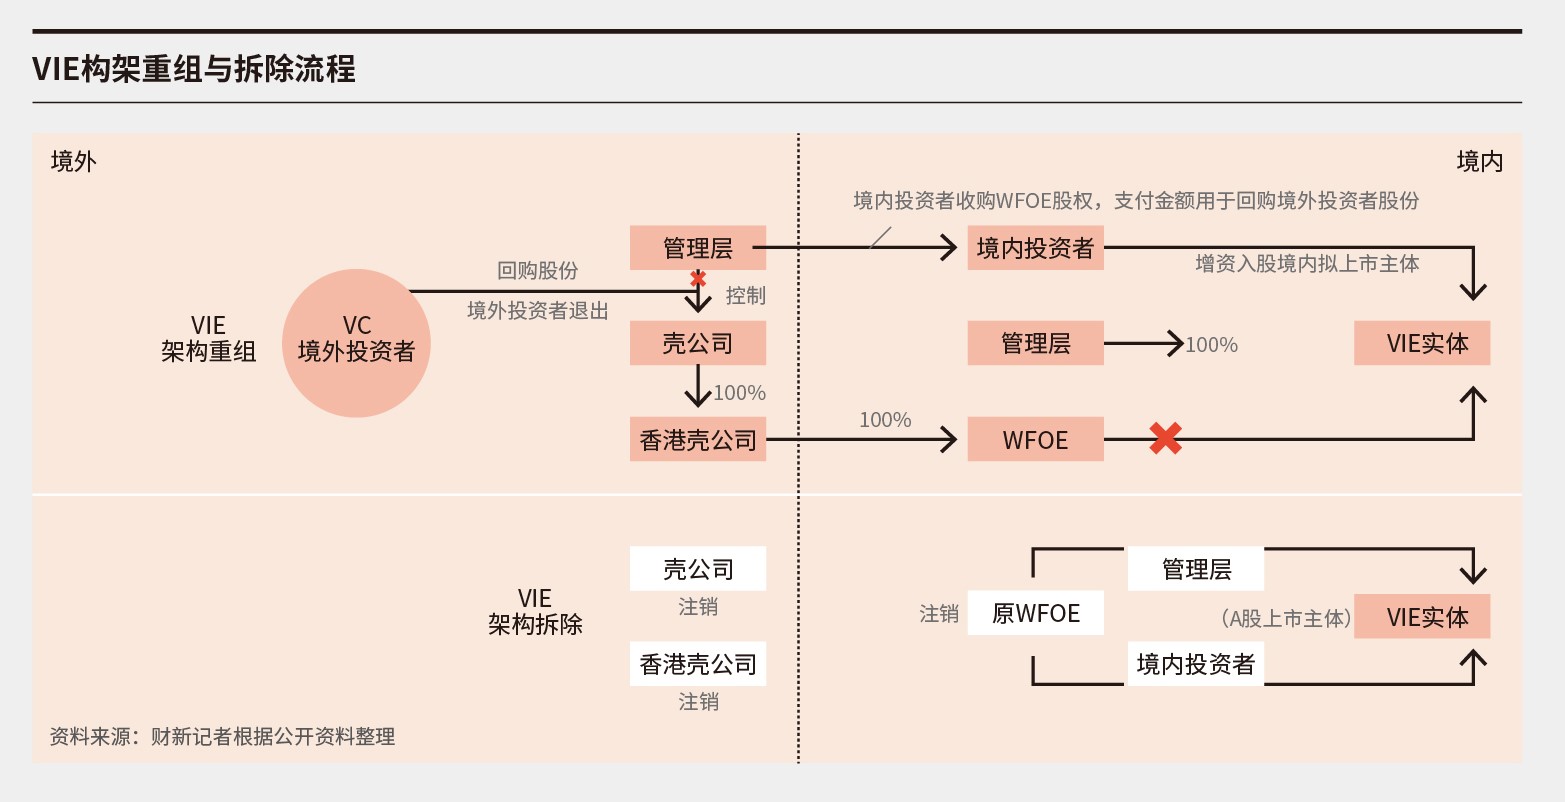 VIE构架重组与拆除流程
境外
境内
境内投资者收购WFOE股权，支付金额用于回购境外投资者股份
管理层
境内投资者
回购股份
增资入股境内拟上市主体
控制
境外投资者退出
VIE
架构重组
VC
境外投资者
壳公司
管理层
100%
VIE实体
100%
100%
香港壳公司
WFOE
壳公司
管理层
VIE
架构拆除
注销
注销
原WFOE
（A股上市主体）
VIE实体
香港壳公司
境内投资者
注销
资料来源：财新记者根据公开资料整理